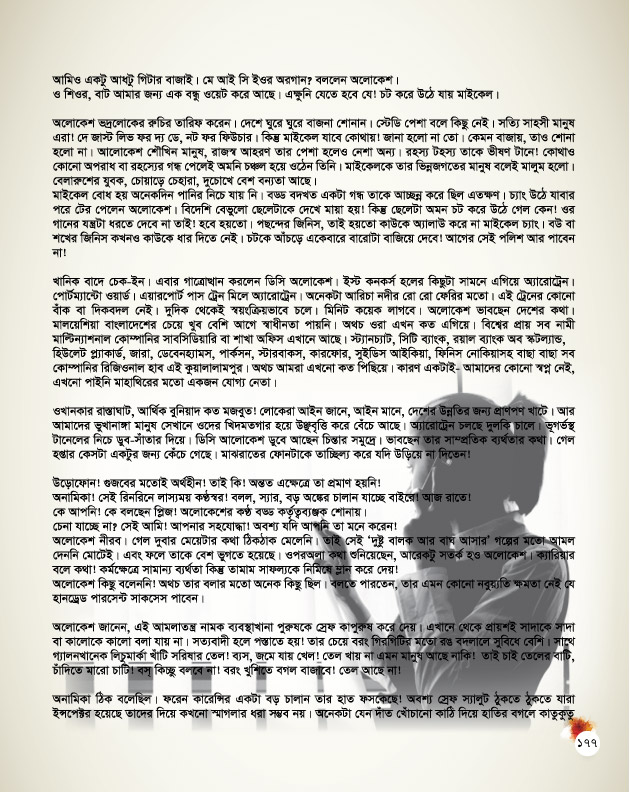 আমিও একটু আধটু গিটার বাজাই। মে আই সি ইওর অরগান? বললেন অলোকেশ।
ও শিওর, বাট আমার জন্য এক বন্ধু ওয়েট করে আছে। এক্ষুনি যেতে হবে যে! চট করে উঠে যায় মাইকেল।
অলোকেশ ভদ্রলোকের রুচির তারিফ করেন। দেশে ঘুরে ঘুরে বাজনা শোনান। স্টেডি পেশা বলে কিছু নেই। সত্যি সাহসী মানুষ
এরা! দে জাস্ট লিভ ফর দ্য ডে, নট ফর ফিউচার। কিন্তু মাইকেল যাবে কোথায়! জানা হলো না তো। কেমন বাজায়, তাও শোনা
হলো না। আলোকেশ শৌখিন মানুষ, রাজস্ব আহরণ তার পেশা হলেও নেশা অন্য। রহস্য টহস্য তাকে ভীষণ টানে! কোথাও
কোনো অপরাধ বা রহস্যের গন্ধ পেলেই অমনি চঞ্চল হয়ে ওঠেন তিনি। মাইকেলকে তার ভিন্নজগতের মানুষ বলেই মালুম হলো।
বেলারুশের যুবক, চোয়াড়ে চেহারা, দুচোখে বেশ বন্যতা আছে।
মাইকেল বোধ হয় অনেকদিন পানির নিচে যায় নি। বড্ড বদখত একটা গন্ধ তাকে আচ্ছন্ন করে ছিল এতক্ষণ। চ্যাং উঠে যাবার
পরে টের পেলেন অলোকেশ। বিদেশি বেভুলো ছেলেটাকে দেখে মায়া হয়! কিন্তু ছেলেটা অমন চট করে উঠে গেল কেন! ওর
গানের যন্ত্রটা ধরতে দেবে না তাই! হবে হয়তো। পছন্দের জিনিস, তাই হয়তো কাউকে অ্যালাউ করে না মাইকেল চ্যাং। বউ বা
শখের জিনিস কখনও কাউকে ধার দিতে নেই। চটকে আঁচড়ে একেবারে বারোটা বাজিয়ে দেবে! আগের সেই পলিশ আর পাবেন
না!
খানিক বাদে চেক-ইন। এবার গাত্রোত্থান করলেন ডিসি অলোকেশ। ইস্ট কনকর্স হলের কিছুটা সামনে এগিয়ে অ্যারোট্রেন।
পোর্টম্যান্টো ওয়ার্ড। এয়ারপোর্ট পাস ট্রেন মিলে অ্যারোট্রেন। অনেকটা আরিচা নদীর রো রো ফেরির মতো। এই ট্রেনের কোনো
বাঁক বা দিকবদল নেই। দুদিক থেকেই স্বয়ংক্রিয়ভাবে চলে। মিনিট কয়েক লাগবে। অলোকেশ ভাবছেন দেশের কথা।
মালয়েশিয়া বাংলাদেশের চেয়ে খুব বেশি আগে স্বাধীনতা পায়নি। অথচ ওরা এখন কত এগিয়ে। বিশ্বের প্রায় সব নামী
মাল্টিন্যাশনাল কোম্পানির সাবসিডিয়ারি বা শাখা অফিস এখানে আছে। স্ট্যানচ্যাট, সিটি ব্যাংক, রয়াল ব্যাংক অব স্কটল্যান্ড,
হিউলেট প্ল্যাকার্ড, জারা, ডেবেনহ্যামস, পার্কসন, স্টারবাকস, কারফোর, সুইডিস আইকিয়া, ফিনিস নোকিয়াসহ বাছা বাছা সব
কোম্পানির রিজিওনাল হাব এই কুয়ালালামপুর। অথচ আমরা এখনো কত পিছিয়ে। কারণ একটাই- আমাদের কোনো স্বপ্ন নেই,
এখনো পাইনি মাহাথিরের মতো একজন যোগ্য নেতা।
ওখানকার রাস্তাঘাট, আর্থিক বুনিয়াদ কত মজবুত! লোকেরা আইন জানে, আইন মানে, দেশের উন্নতির জন্য প্রাণপণ খাটে। আর
আমাদের ভুখানাঙ্গা মানুষ সেখানে ওদের খিদমতগার হয়ে উঞ্ছবৃত্তি করে বেঁচে আছে। অ্যারোট্রেন চলছে দুলকি চালে। ভূগর্ভস্থ
টানেলের নিচে ডুব-সাঁতার দিয়ে। ডিসি আলোকেশ ডুবে আছেন চিন্তার সমুদ্রে। ভাবছেন তার সাম্প্রতিক ব্যর্থতার কথা। গেল
হপ্তার কেসটা একটুর জন্য কেঁচে গেছে। মাঝরাতের ফোনটাকে তাচ্ছিল্য করে যদি উড়িয়ে না দিতেন!
উড়োফোন! গুজবের মতোই অর্থহীন! তাই কি! অন্তত এক্ষেত্রে তা প্রমাণ হয়নি!
অনামিকা! সেই রিনরিনে লাস্যময় কণ্ঠস্বর! বলল, স্যার, বড় অঙ্কের চালান যাচ্ছে বাইরে! আজ রাতে!
কে আপনি! কে বলছেন প্লিজ! অলোকেশের কণ্ঠ বড্ড কর্তৃত্বব্যঞ্জক শোনায়।
চেনা যাচ্ছে না? সেই আমি! আপনার সহযোদ্ধা! অবশ্য যদি আপনি তা মনে করেন!
অলোকেশ নীরব। গেল দুবার মেয়েটার কথা ঠিকঠাক মেলেনি। তাই সেই ‘দুষ্টু বালক আর বাঘ আসার’ গল্পের মতো আমল
দেননি মোটেই। এবং ফলে তাকে বেশ ভুগতে হয়েছে। ওপরঅলা কথা শুনিয়েছেন, আরেকটু সতর্ক হও অলোকেশ। ক্যারিয়ার
বলে কথা! কর্মক্ষেত্রে সামান্য ব্যর্থতা কিন্তু তামাম সাফল্যকে নিমিষে ম্লান করে দেয়!
অলোকেশ কিছু বলেননি! অথচ তার বলার মতো অনেক কিছু ছিল। বলতে পারতেন, তার এমন কোনো নবুয়্যতি ক্ষমতা নেই যে
হানড্রেড পারসেন্ট সাকসেস পাবেন।
অলোকেশ জানেন, এই আমলাতন্ত্র নামক ব্যবস্থাখানা পুরুষকে স্রেফ কাপুরুষ করে দেয়। এখানে থেকে প্রায়শই সাদাকে সাদা
বা কালোকে কালো বলা যায় না। সত্যবাদী হলে পস্তাতে হয়! তার চেয়ে বরং গিরগিটির মতো রঙ বদলালে সুবিধে বেশি। সাথে
গ্যালনখানেক লিচুমার্কা খাঁটি সরিষার তেল! ব্যস, জমে যায় খেল! তেল খায় না এমন মানুষ আছে নাকি! তাই চাই তেলের বাটি,
চাঁদিতে মারো চাটি! বস্ কিচ্ছু বলবে না! বরং খুশিতে বগল বাজাবে! তেল আছে না!
অনামিকা ঠিক বলেছিল। ফরেন কারেন্সির একটা বড় চালান তার হাত ফসকেছে! অবশ্য স্রেফ স্যালুট ঠুকতে ঠুকতে যারা
ইন্সপেক্টর হয়েছে তাদের দিয়ে কখনো স্মাগলার ধরা সম্ভব নয়। অনেকটা যেন দাঁত খোঁচানো কাঠি দিয়ে হাতির বগলে কাতুকুতু
১৭৭